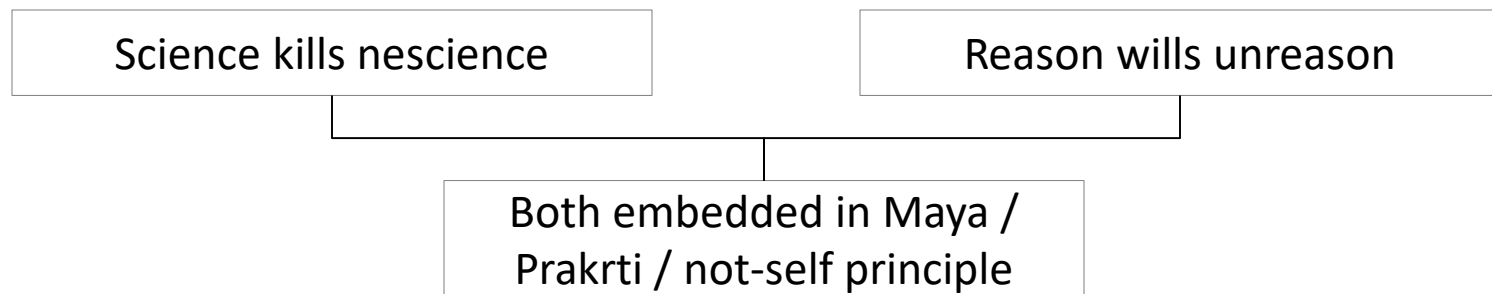 Science kills nescience
Reason wills unreason
Both embedded in Maya /
Prakrti / not-self principle